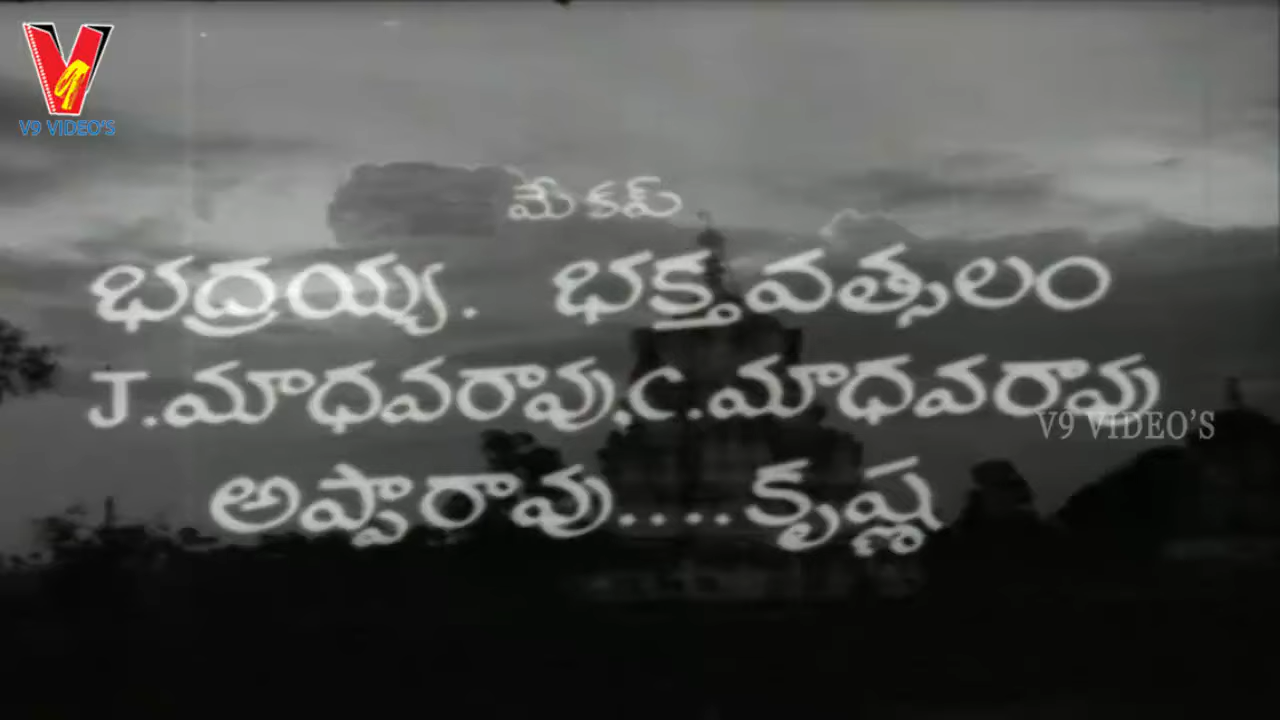 V9 VIDEO'S
మేకప్
భద్రయ్య. భక్తవత్సలం
J.మాధవరావు,C.మాధవరావు
V9 VIDEO'S
అప్పారావు....కృష్ణ